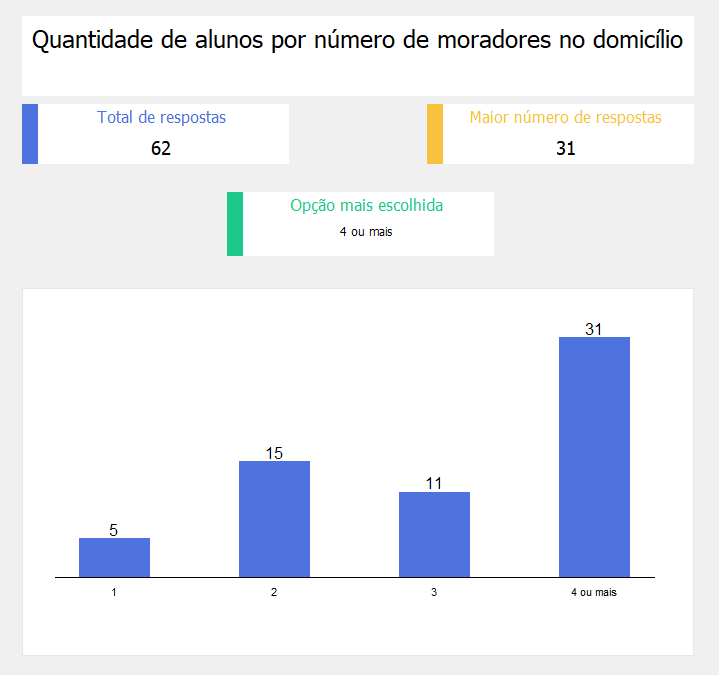 Quantidade de alunos por número de moradores no domicílio
Total de respostas
62
Maior número de respostas
31
Opção mais escolhida
4 ou mais
31
15
11
5
1
2
3
4 ou mais